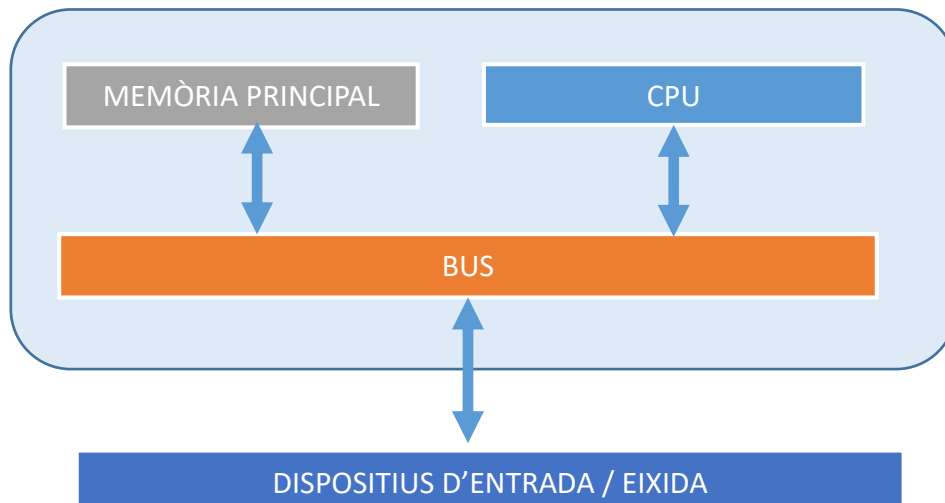 MEMÒRIA PRINCIPAL
CPU
BUS
DISPOSITIUS D'ENTRADA / EIXIDA